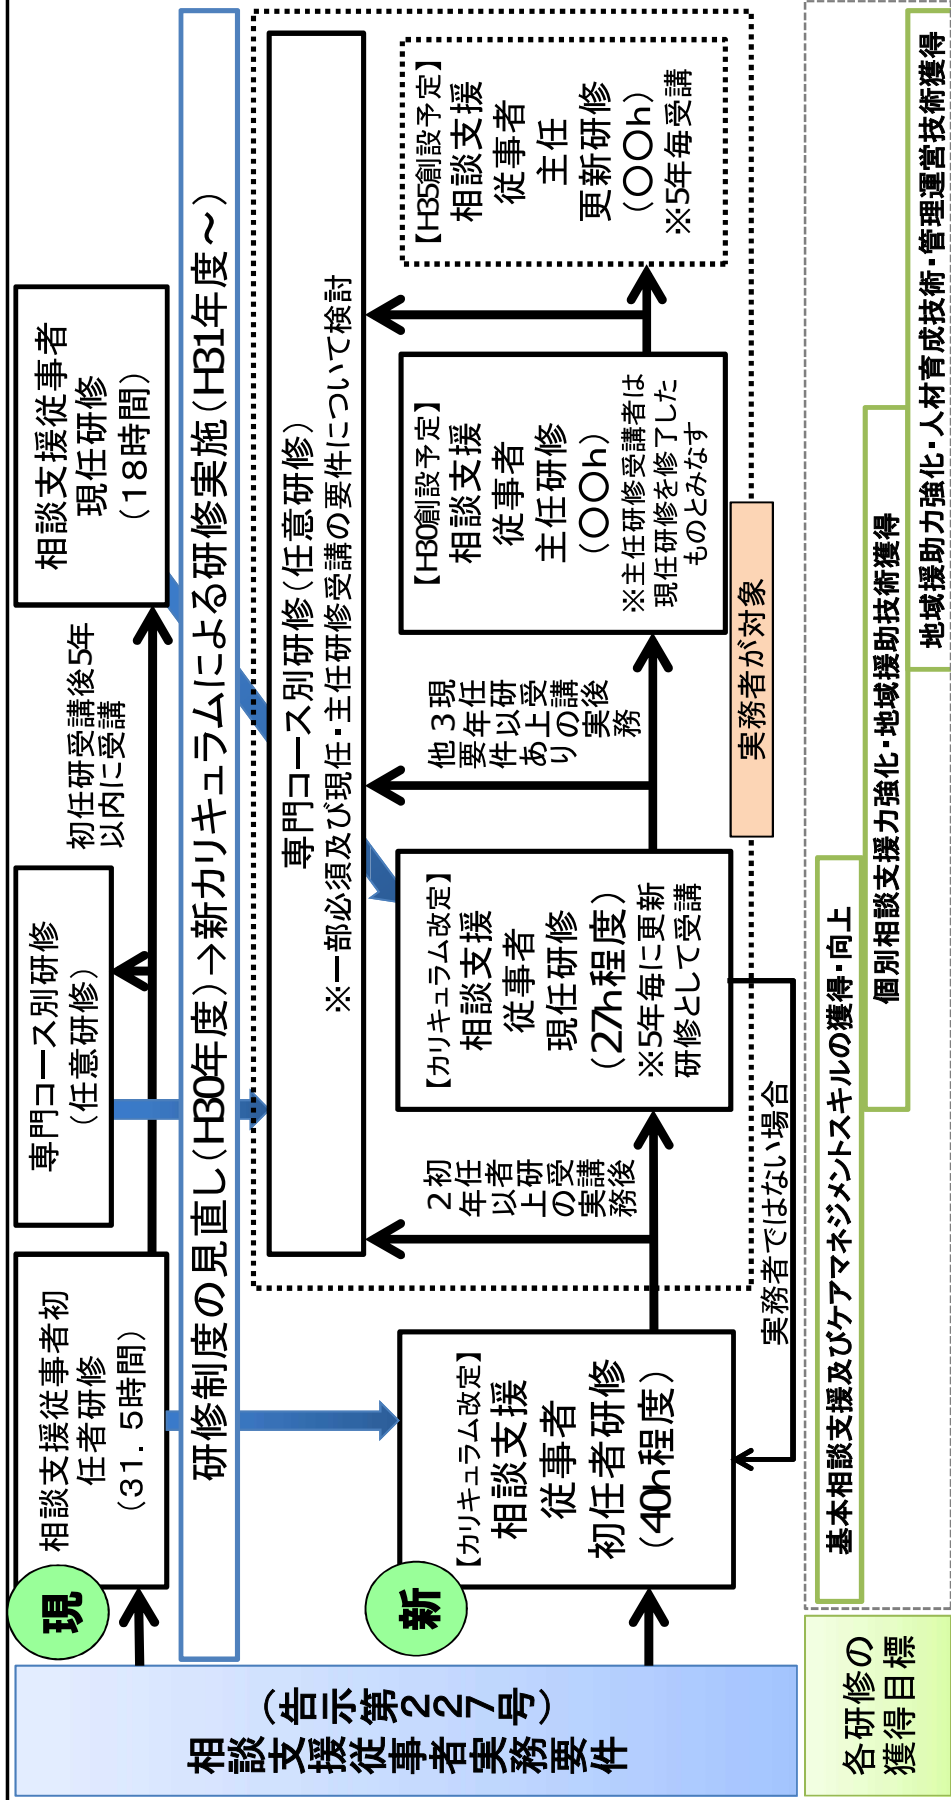 相談支援従事者実務要件
（告示第２２７号）
現
相談支援従事者初
任者研修
（３１．５時間）
専門コース別研修
（任意研修）
初任研受講後５年
以内に受講
相談支援従事者
現任研修
（１８時間）
研修制度の見直し（H30年度）→新カリキュラムによる研修実施（H31年度～）
専門コース別研修（任意研修）
※一部必須及び現任・主任研修受講の要件について検討
新
【カリキュラム改定】
相談支援
従事者
初任者研修
（40h程度）
初任者研受講後
２年以上の実務
【カリキュラム改定】
相談支援
従事者
現任研修
（27h程度）
※5年毎に更新
研修として受講
現任研受講後
３年以上の実務
他要件あり
【H30創設予定】
相談支援
従事者
主任研修
（〇〇h）
※主任研修受講者は
現任研修を修了した
ものとみなす
【H35創設予定】
相談支援
従事者
主任
更新研修
（〇〇h）
※5年毎受講
実務者が対象
実務者ではない場合
各研修の
獲得目標
基本相談支援及びケアマネジメントスキルの獲得・向上
個別相談支援力強化・地域援助技術獲得
地域援助力強化・人材育成技術・管理運営技術獲得